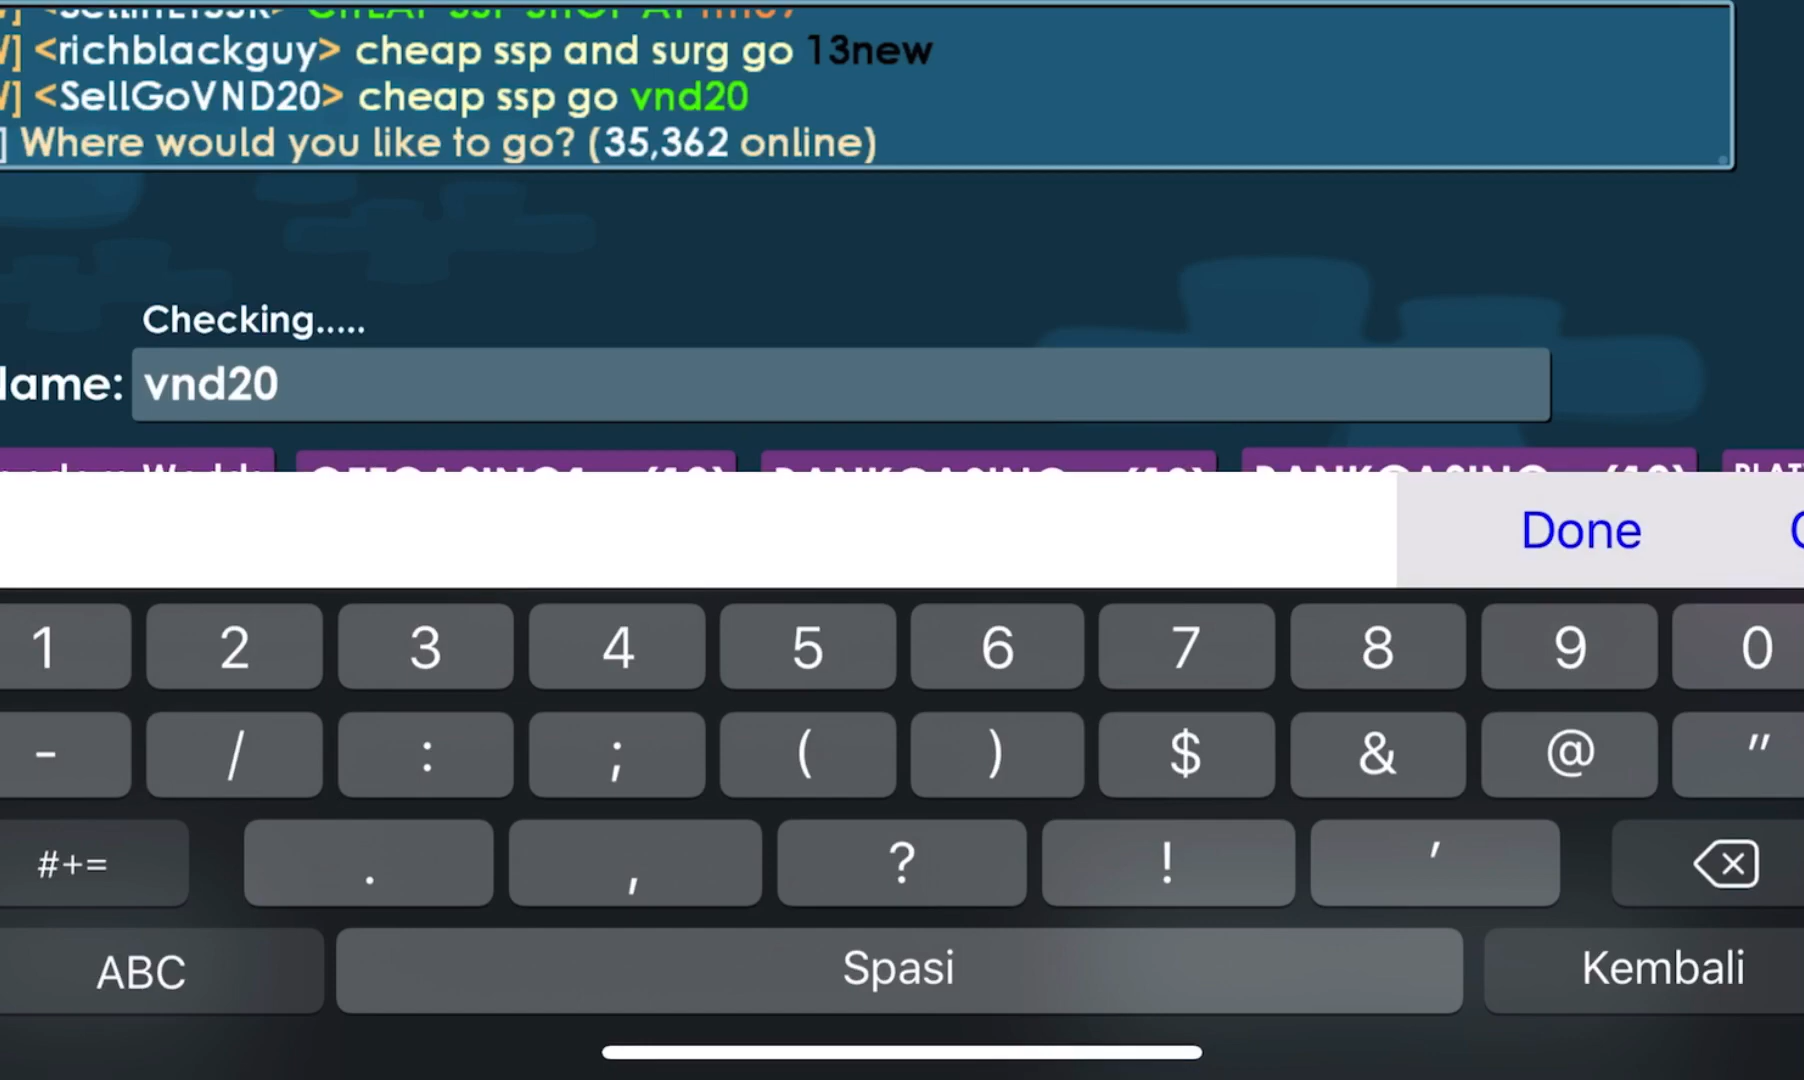 <richblackguy> cheap ssp and surg go 13new
<SellGoVND20> cheap ssp go vnd20
] Where would you like to go? (35,362 online)
Checking.....
ame: vnd20
Done
1 2 3 4 5 6 7 8 9 0
- / : ; ( ) $ & @ "
#+= . , ? ! '
ABC Spasi Kembali